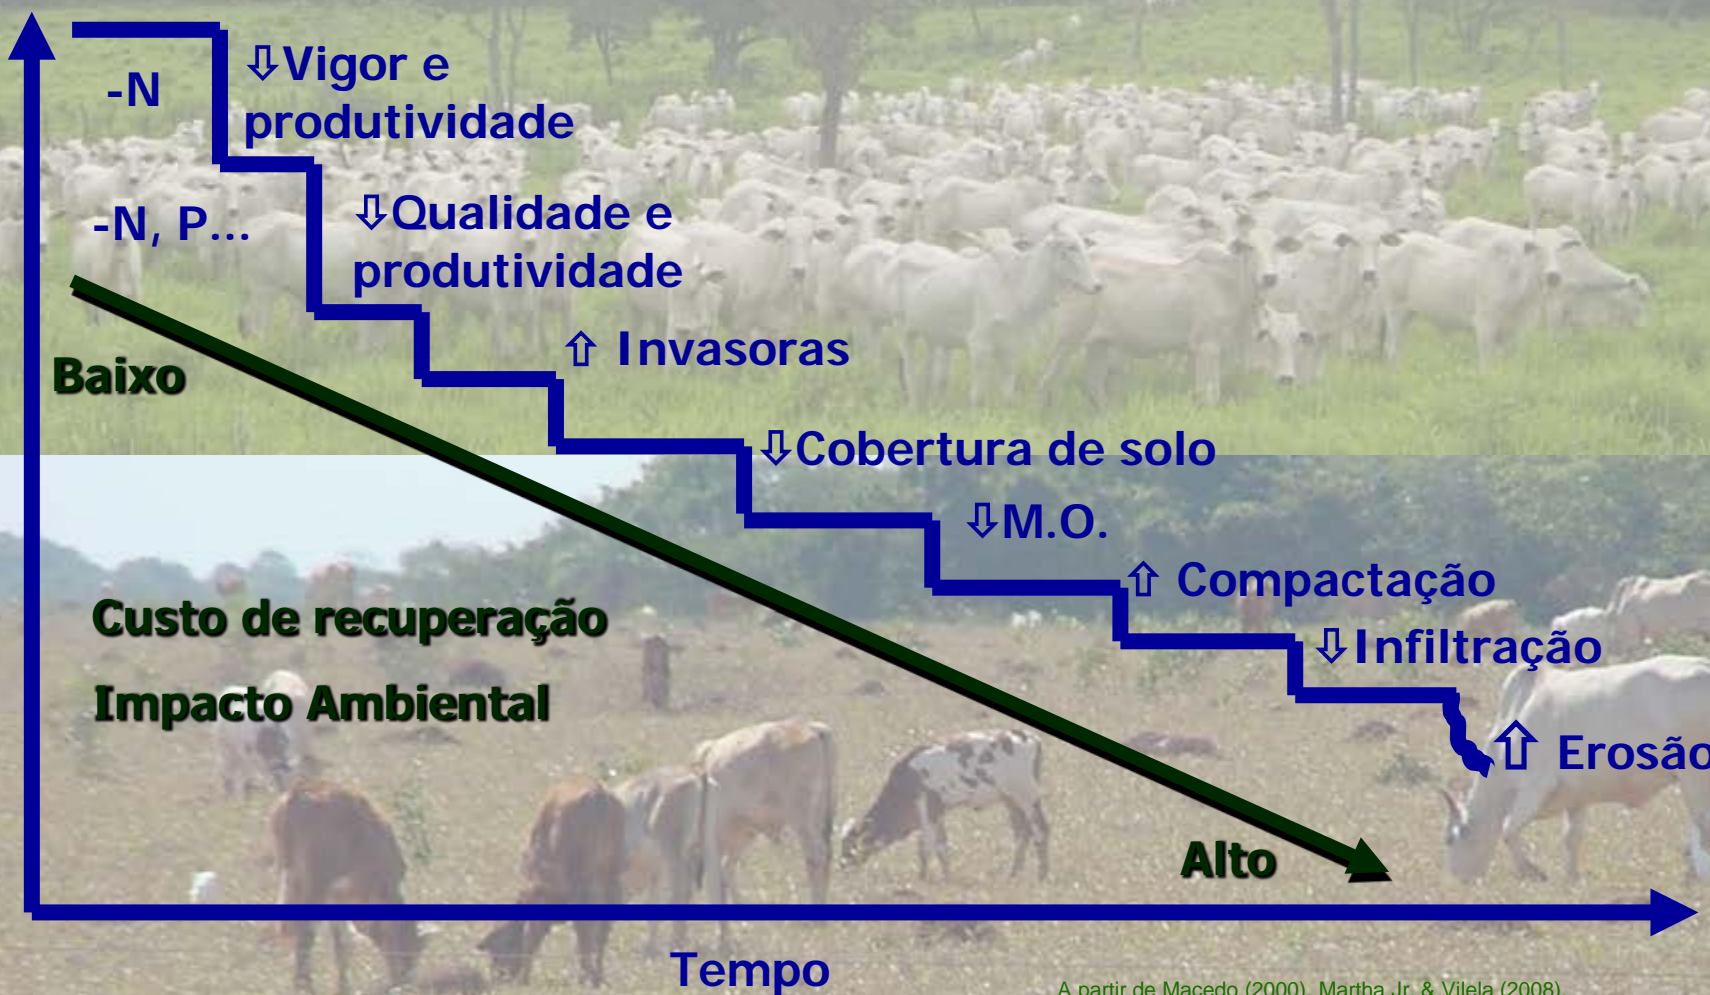 -N
⇩Vigor e
produtividade
-N, P...
⇩Qualidade e
produtividade
⇧ Invasoras
Baixo
⇩Cobertura de solo
⇩M.O.
⇧ Compactação
Custo de recuperação
⇩Infiltração
Impacto Ambiental
⇧ Erosão
Alto
Tempo
A partir de Macedo (2000), Martha Jr. & Vilela (2008)